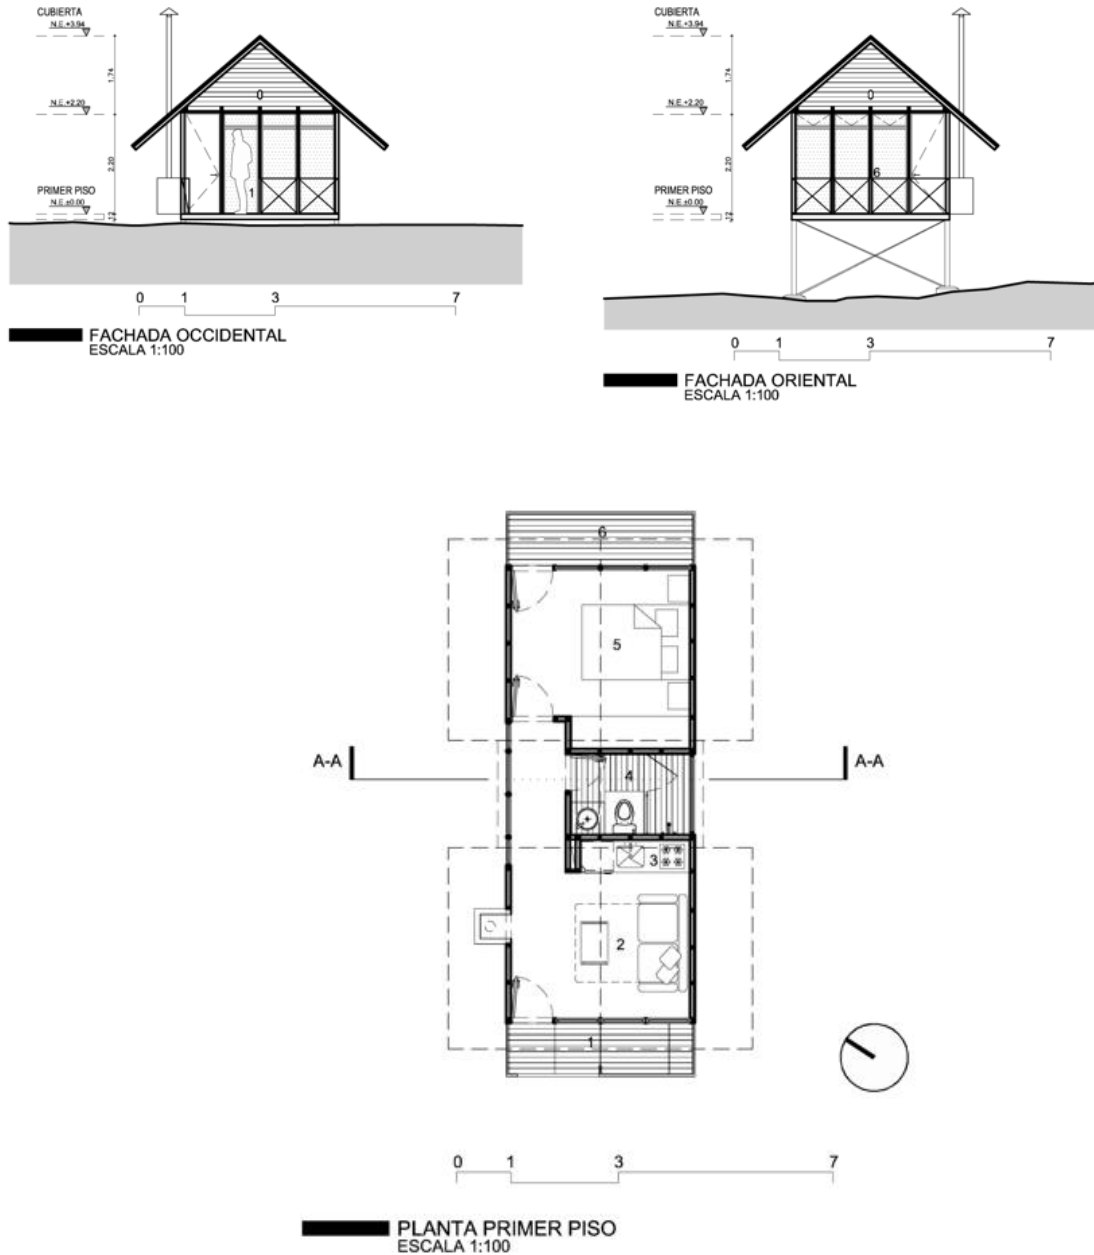 CUBIERTA
N.E.+3.94
1,74
N.E.+2.20
0
2,20
PRIMER PISO
N.E.±0.00
1
0 1 3 7
FACHADA OCCIDENTAL
ESCALA 1:100
CUBIERTA
N.E.+3.94
1,74
N.E.+2.20
0
2,20
6
PRIMER PISO
N.E.±0.00
0 1 3 7
FACHADA ORIENTAL
ESCALA 1:100
6
5
A-A
4
A-A
3
2
1
0 1 3 7
PLANTA PRIMER PISO
ESCALA 1:100